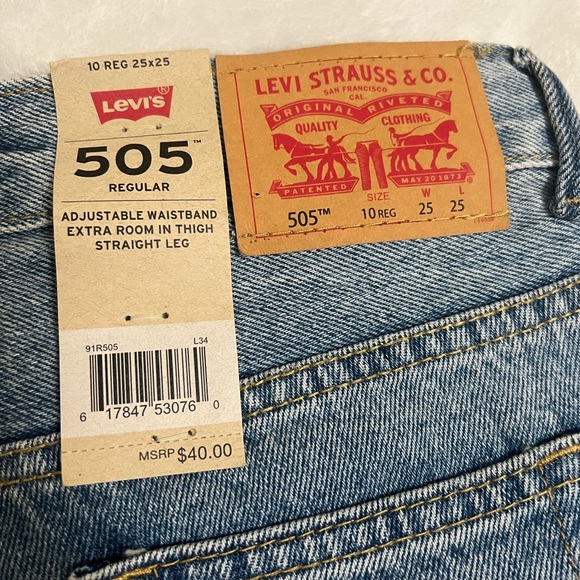 10 REG 25x25
Levi's®
505™
REGULAR
ADJUSTABLE WAISTBAND
EXTRA ROOM IN THIGH
STRAIGHT LEG
91R505 L34
6 17847 53076 0
MSRP $40.00
LEVI STRAUSS & CO.
SAN FRANCISCO
CAL
ORIGINAL RIVETED
QUALITY CLOTHING
PATENTED MAY 20 1873
SIZE W L
505™ 10 REG 25 25